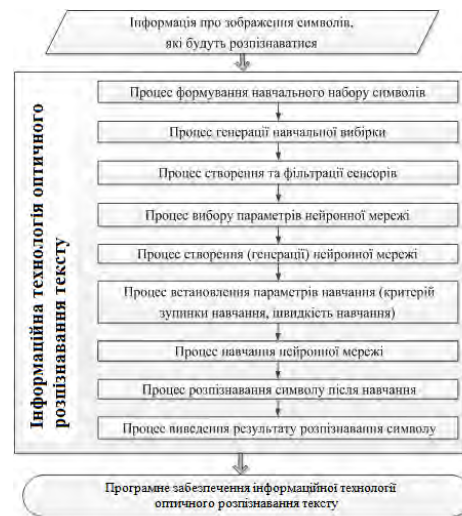 Інформація про зображення символів,
які будуть розпізнаватися
Інформаційна технологія оптичного
розпізнавання тексту
Процес формування навчального набору символів
Процес генерації навчальної вибірки
Процес створення та фільтрації сенсорів
Процес вибору параметрів нейронної мережі
Процес створення (генерації) нейронної мережі
Процес встановлення параметрів навчання (критерій
зупинки навчання, швидкість навчання)
Процес навчання нейронної мережі
Процес розпізнавання символу після навчання
Процес виведення результату розпізнавання символу
Програмне забезпечення інформаційної технології
оптичного розпізнавання тексту